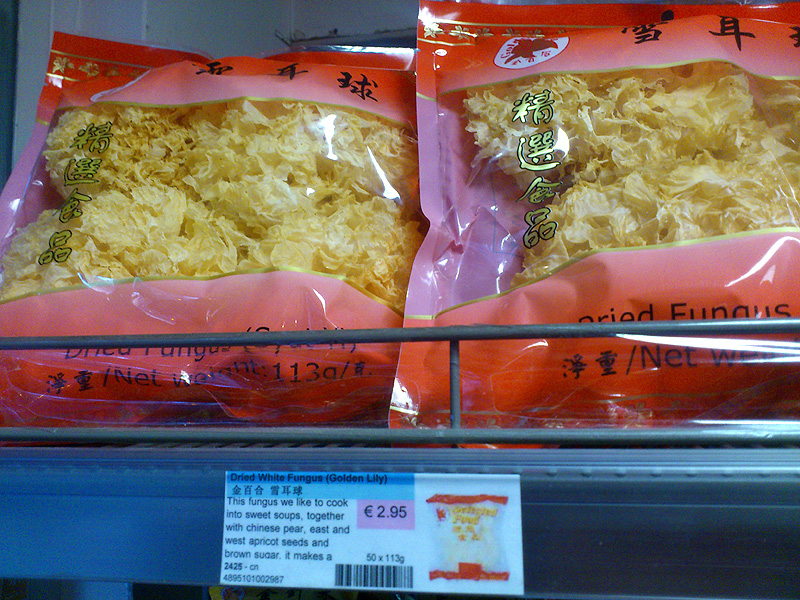 雪耳球
精選食品
Dried Fungus
淨重/Net weight:113g/克
雪耳
精選食品
Dried Fungus
淨重/Net
Dried White Fungus (Golden Lily)
金百合 雪耳球
This fungus we like to cook
into sweet soups, together
with chinese pear, east and
west apricot seeds and
brown sugar. it makes a
€ 2.95
50 x 113g
2425 - cn
4895101002987